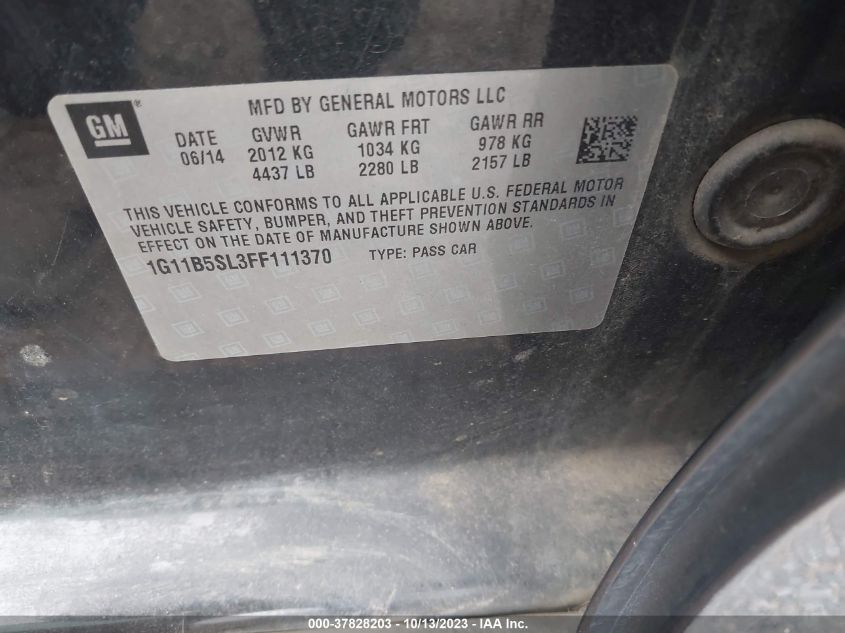 GM
®
MFD BY GENERAL MOTORS LLC
DATE GVWR GAWR FRT GAWR RR
06/14 2012 KG 1034 KG 978 KG
4437 LB 2280 LB 2157 LB
THIS VEHICLE CONFORMS TO ALL APPLICABLE U.S. FEDERAL MOTOR
VEHICLE SAFETY, BUMPER, AND THEFT PREVENTION STANDARDS IN
EFFECT ON THE DATE OF MANUFACTURE SHOWN ABOVE.
1G11B5SL3FF111370 TYPE: PASS CAR
000-37828203 - 10/13/2023 - IAA Inc.